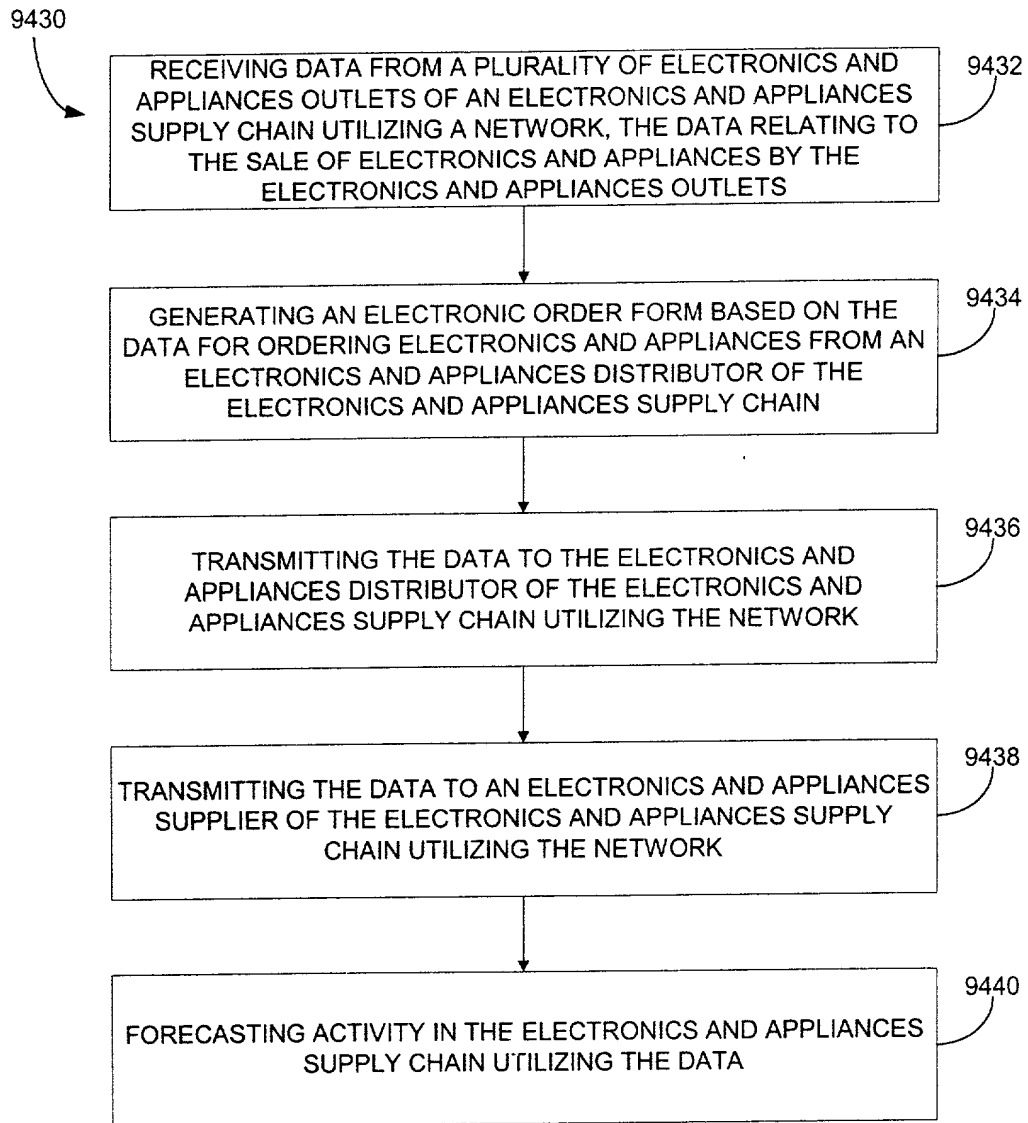 9430
RECEIVING DATA FROM A PLURALITY OF ELECTRONICS AND
APPLIANCES OUTLETS OF AN ELECTRONICS AND APPLIANCES
SUPPLY CHAIN UTILIZING A NETWORK, THE DATA RELATING TO
THE SALE OF ELECTRONICS AND APPLIANCES BY THE
ELECTRONICS AND APPLIANCES OUTLETS
9432
GENERATING AN ELECTRONIC ORDER FORM BASED ON THE
DATA FOR ORDERING ELECTRONICS AND APPLIANCES FROM AN
ELECTRONICS AND APPLIANCES DISTRIBUTOR OF THE
ELECTRONICS AND APPLIANCES SUPPLY CHAIN
9434
TRANSMITTING THE DATA TO THE ELECTRONICS AND
APPLIANCES DISTRIBUTOR OF THE ELECTRONICS AND
APPLIANCES SUPPLY CHAIN UTILIZING THE NETWORK
9436
TRANSMITTING THE DATA TO AN ELECTRONICS AND APPLIANCES
SUPPLIER OF THE ELECTRONICS AND APPLIANCES SUPPLY
CHAIN UTILIZING THE NETWORK
9438
FORECASTING ACTIVITY IN THE ELECTRONICS AND APPLIANCES
SUPPLY CHAIN UTILIZING THE DATA
9440